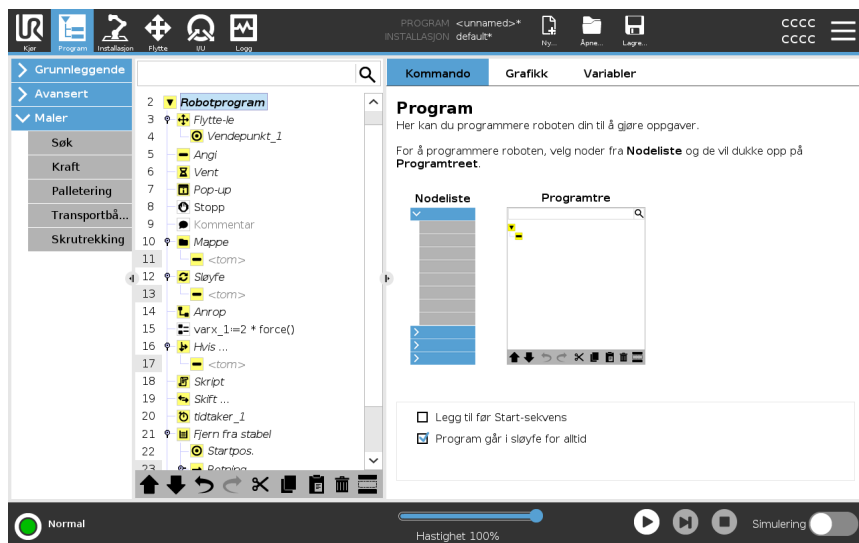 UR
PROGRAM <unnamed>*
INSTALLASJON default*
CCCC
CCCC
Kjør
Program
Installasjon
Flytte
I/U
Logg
Ny...
Åpne...
Lagre...
Grunnleggende
Avansert
Maler
Søk
Kraft
Palletering
Transportbå...
Skrutrekking
2 Robotprogram
3 Flytte-le
4 Vendepunkt_1
5 Angi
6 Vent
7 Pop-up
8 Stopp
9 Kommentar
10 Mappe
11 <tom>
12 Sløyfe
13 <tom>
14 Anrop
15 varx_1≔2 * force()
16 Hvis ...
17 <tom>
18 Skript
19 Skift ...
20 tidtaker_1
21 Fjern fra stabel
22 Startpos.
23 Retning
Kommando
Grafikk
Variabler
Program
Her kan du programmere roboten din til å gjøre oppgaver.
For å programmere roboten, velg noder fra Nodeliste og de vil dukke opp på
Programtreet.
Nodeliste
Programtre
Legg til før Start-sekvens
Program går i sløyfe for alltid
Normal
Hastighet 100%
Simulering